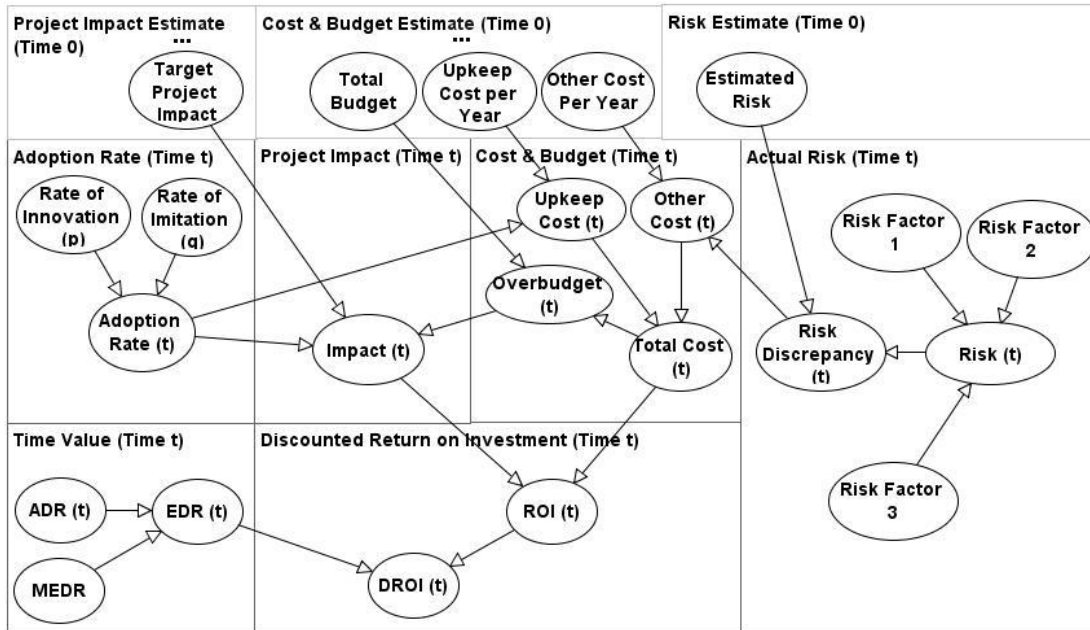 Project Impact Estimate
(Time 0)
...
Target
Project
Impact
Cost & Budget Estimate (Time 0)
...
Total
Budget
Upkeep
Cost per
Year
Other Cost
Per Year
Risk Estimate (Time 0)
Estimated
Risk
Adoption Rate (Time t)
Rate of
Innovation
(p)
Rate of
Imitation
(q)
Adoption
Rate (t)
Project Impact (Time t)
Impact (t)
Cost & Budget (Time t)
Upkeep
Cost (t)
Other
Cost (t)
Overbudget
(t)
Total Cost
(t)
Actual Risk (Time t)
Risk Factor
1
Risk Factor
2
Risk
Discrepancy
(t)
Risk (t)
Risk Factor
3
Time Value (Time t)
ADR (t)
EDR (t)
MEDR
Discounted Return on Investment (Time t)
ROI (t)
DROI (t)